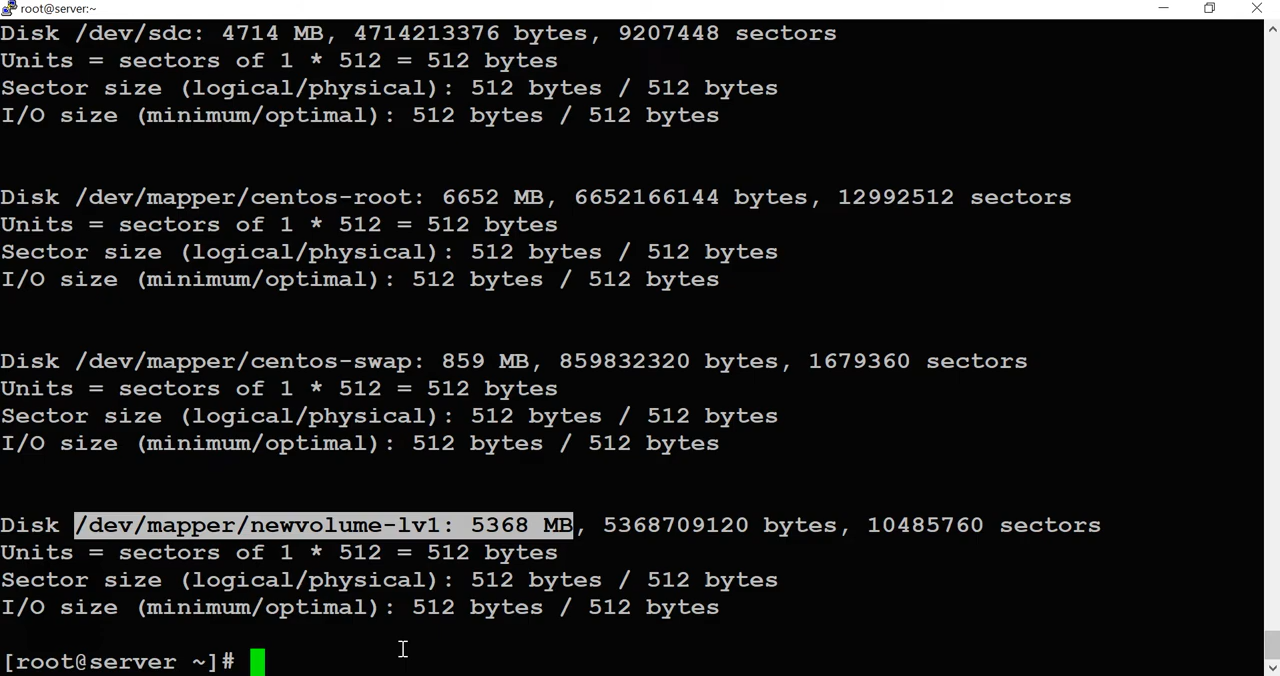 root@server:~
Disk /dev/sdc: 4714 MB, 4714213376 bytes, 9207448 sectors
Units = sectors of 1 * 512 = 512 bytes
Sector size (logical/physical): 512 bytes / 512 bytes
I/O size (minimum/optimal): 512 bytes / 512 bytes
Disk /dev/mapper/centos-root: 6652 MB, 6652166144 bytes, 12992512 sectors
Units = sectors of 1 * 512 = 512 bytes
Sector size (logical/physical): 512 bytes / 512 bytes
I/O size (minimum/optimal): 512 bytes / 512 bytes
Disk /dev/mapper/centos-swap: 859 MB, 859832320 bytes, 1679360 sectors
Units = sectors of 1 * 512 = 512 bytes
Sector size (logical/physical): 512 bytes / 512 bytes
I/O size (minimum/optimal): 512 bytes / 512 bytes
Disk /dev/mapper/newvolume-lv1: 5368 MB, 5368709120 bytes, 10485760 sectors
Units = sectors of 1 * 512 = 512 bytes
Sector size (logical/physical): 512 bytes / 512 bytes
I/O size (minimum/optimal): 512 bytes / 512 bytes
[root@server ~]#